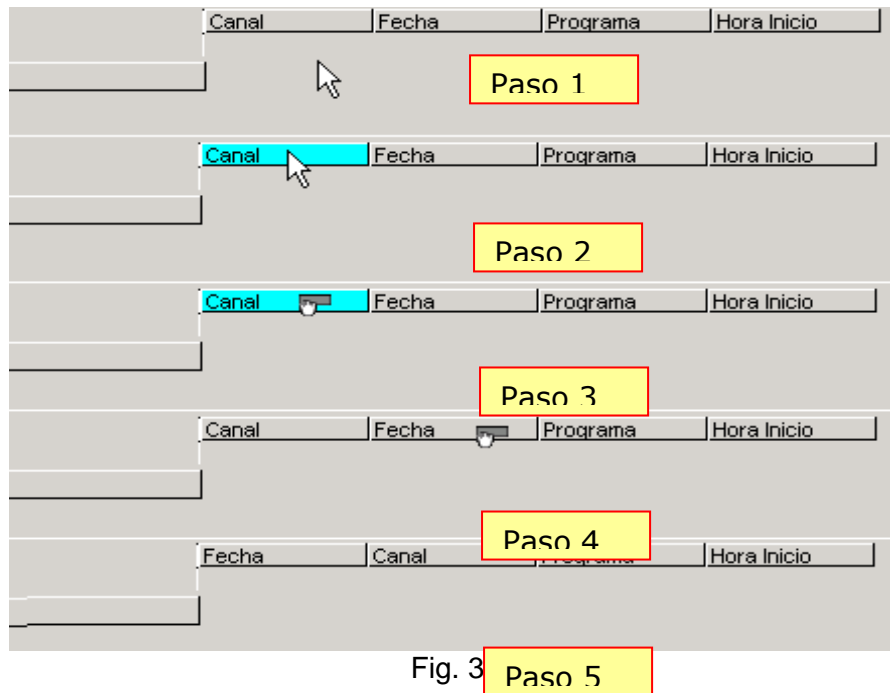 Canal Fecha Programa Hora Inicio
Paso 1
Canal Fecha Programa Hora Inicio
Paso 2
Canal Fecha Programa Hora Inicio
Paso 3
Canal Fecha Programa Hora Inicio
Paso 4
Fecha Canal Programa Hora Inicio
Fig. 3
Paso 5